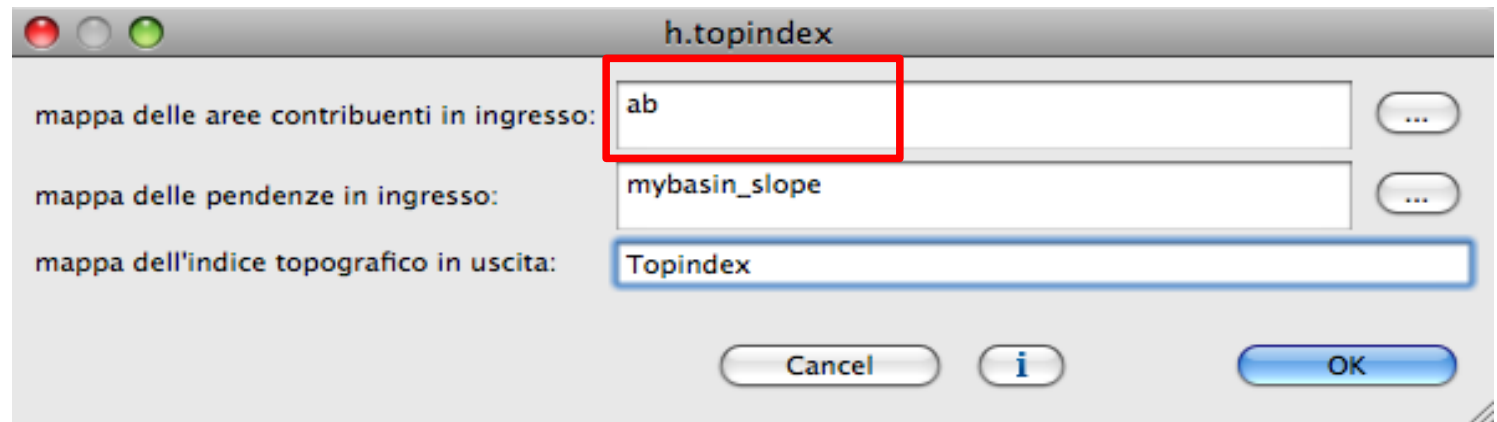 h.topindex
mappa delle aree contribuenti in ingresso: ab ...
mappa delle pendenze in ingresso: mybasin_slope ...
mappa dell'indice topografico in uscita: Topindex
Cancel i OK